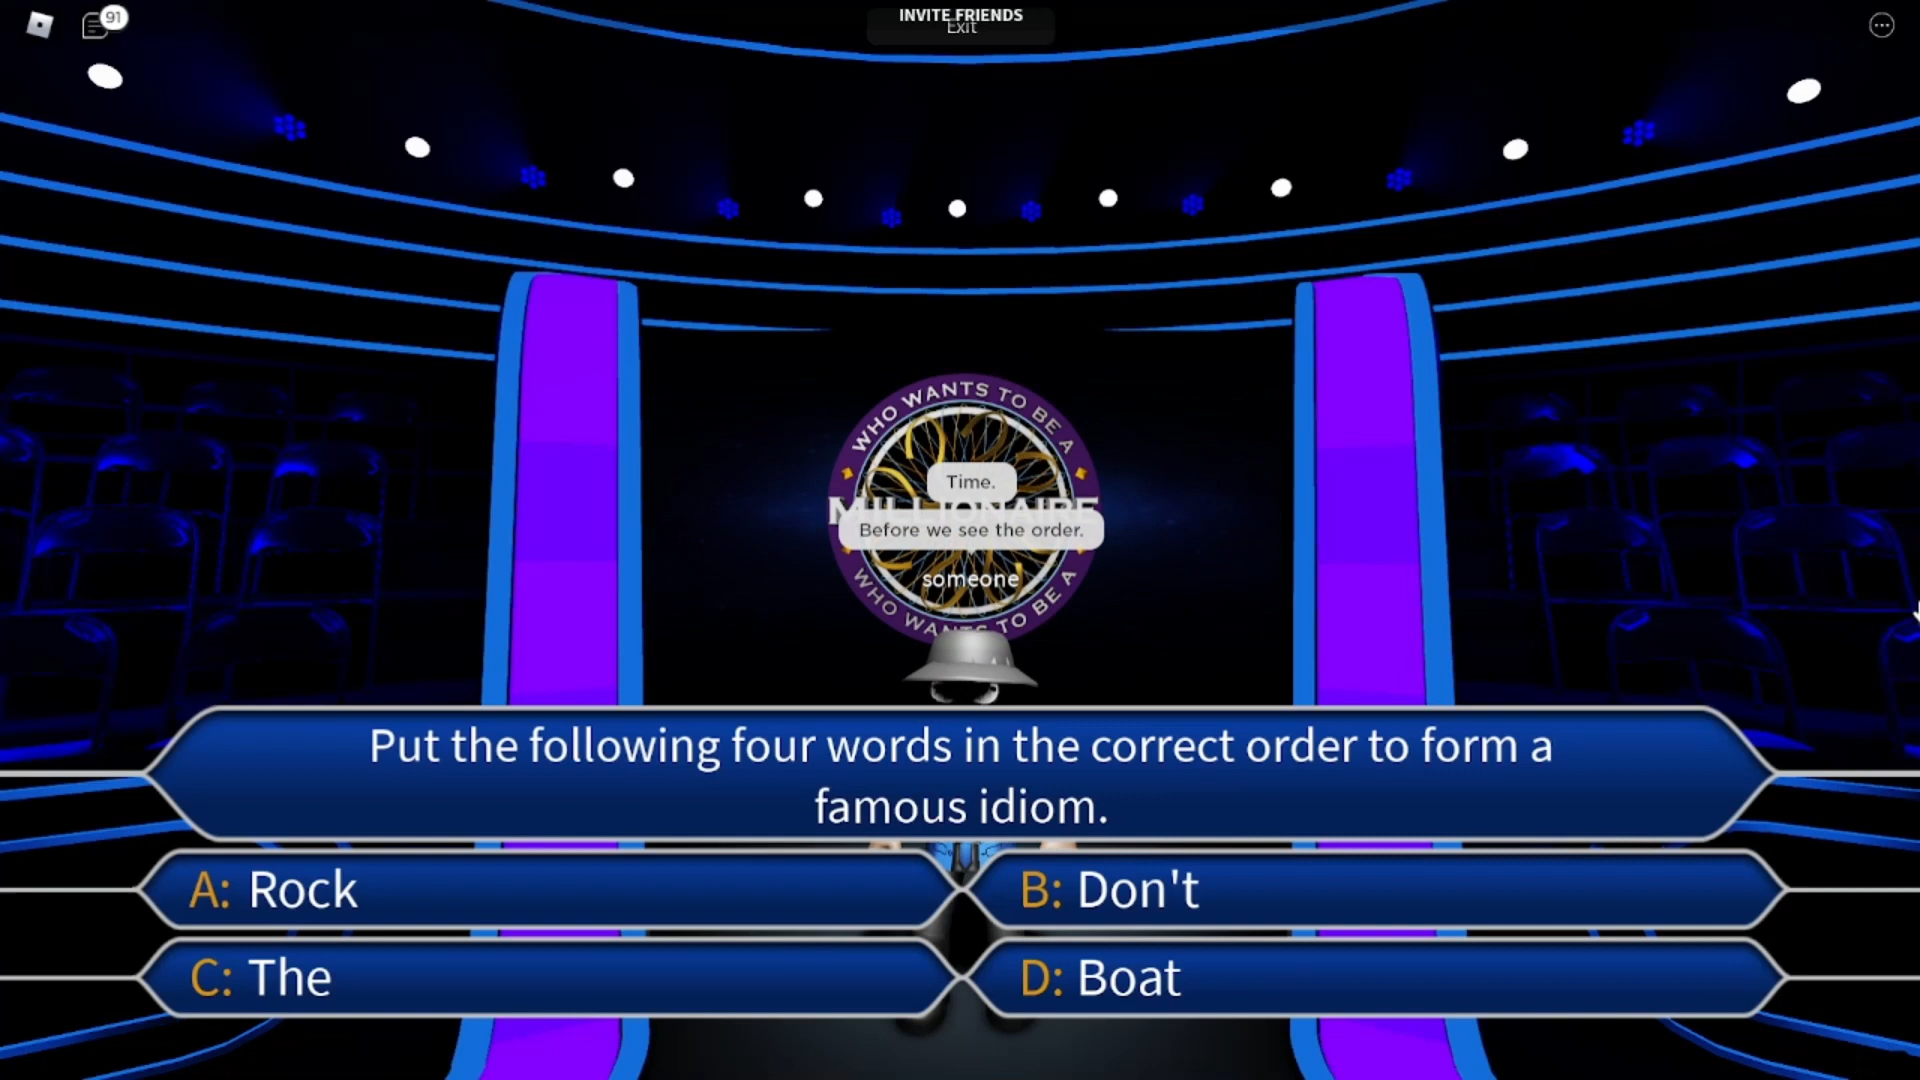 91
INVITE FRIENDS
Exit
WHO WANTS TO BE A
Time.
MILLIONAIRE
Before we see the order.
someone
WHO WANTS TO BE A
Put the following four words in the correct order to form a
famous idiom.
A: Rock
B: Don't
C: The
D: Boat